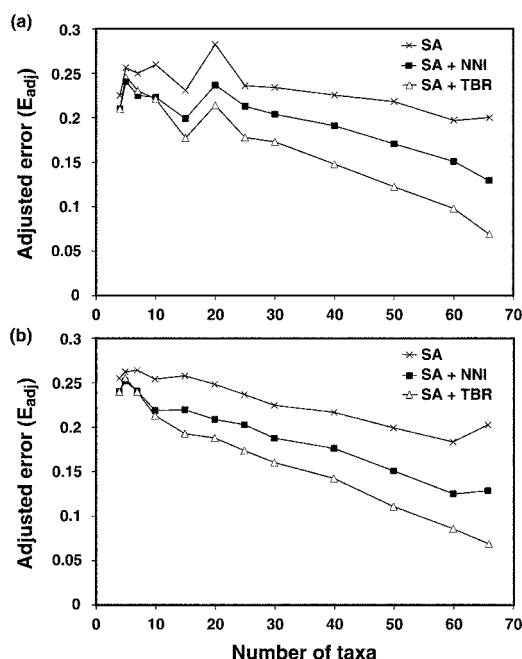 (a)
0.3
0.25
0.2
0.15
0.1
0.05
0
Adjusted error (Eadj)
SA
SA + NNI
SA + TBR
0 10 20 30 40 50 60 70
(b)
0.3
0.25
0.2
0.15
0.1
0.05
0
Adjusted error (Eadj)
SA
SA + NNI
SA + TBR
0 10 20 30 40 50 60 70
Number of taxa